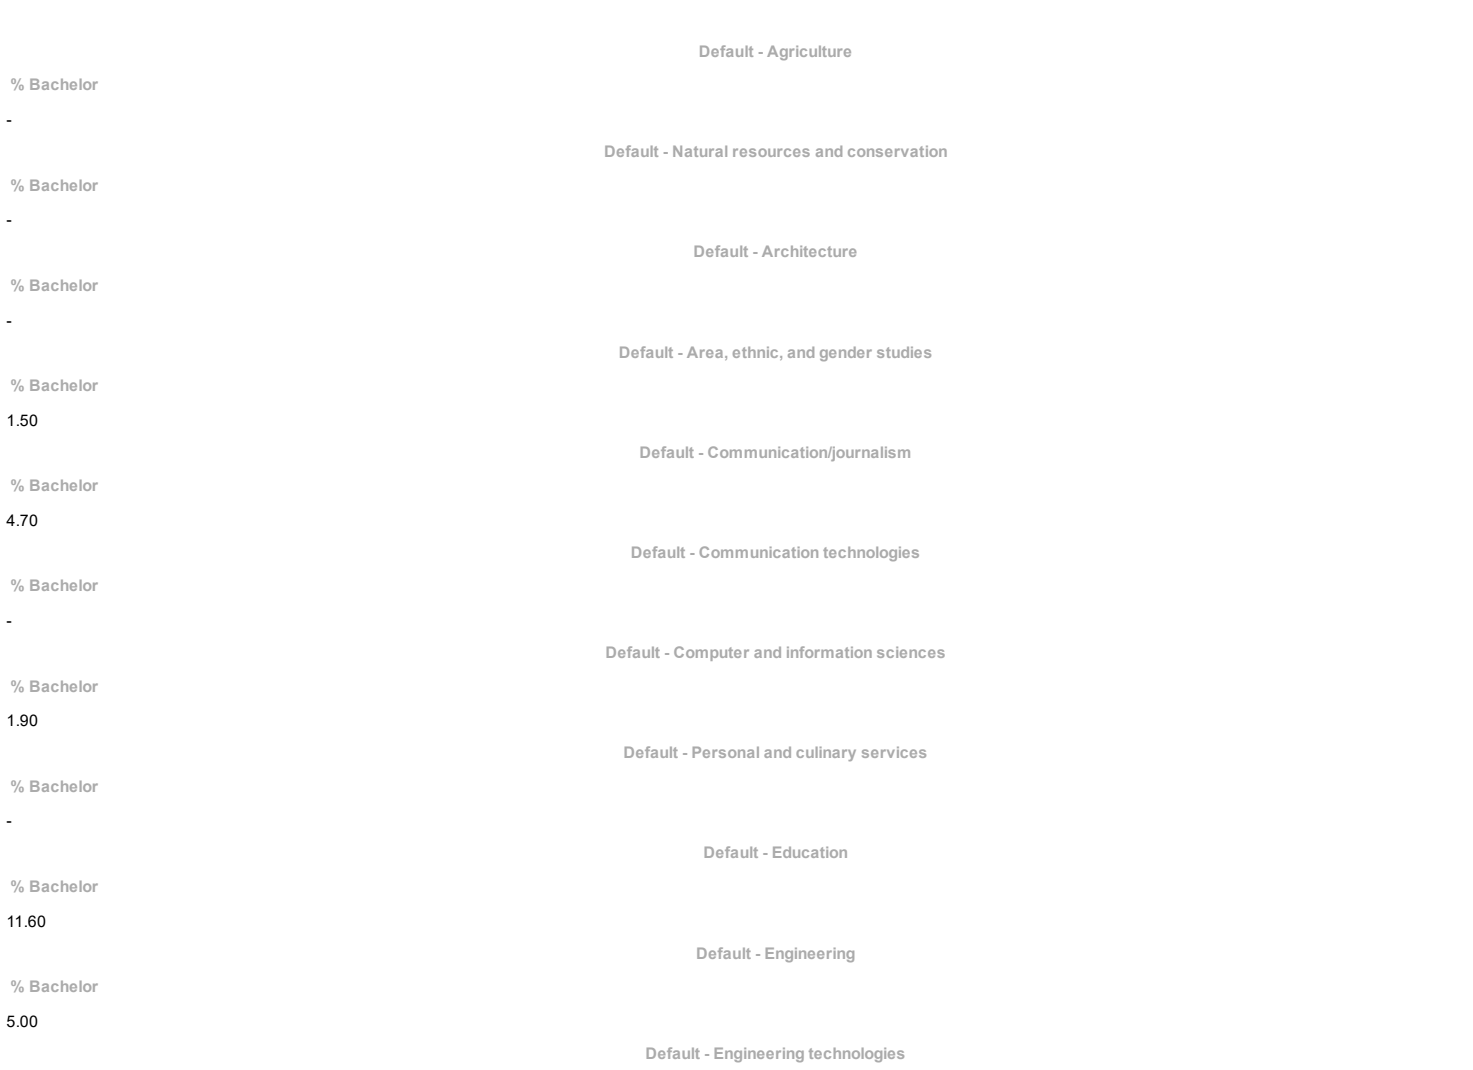 Default - Agriculture
% Bachelor
-
Default - Natural resources and conservation
% Bachelor
-
Default - Architecture
% Bachelor
-
Default - Area, ethnic, and gender studies
% Bachelor
1.50
Default - Communication/journalism
% Bachelor
4.70
Default - Communication technologies
% Bachelor
-
Default - Computer and information sciences
% Bachelor
1.90
Default - Personal and culinary services
% Bachelor
-
Default - Education
% Bachelor
11.60
Default - Engineering
% Bachelor
5.00
Default - Engineering technologies